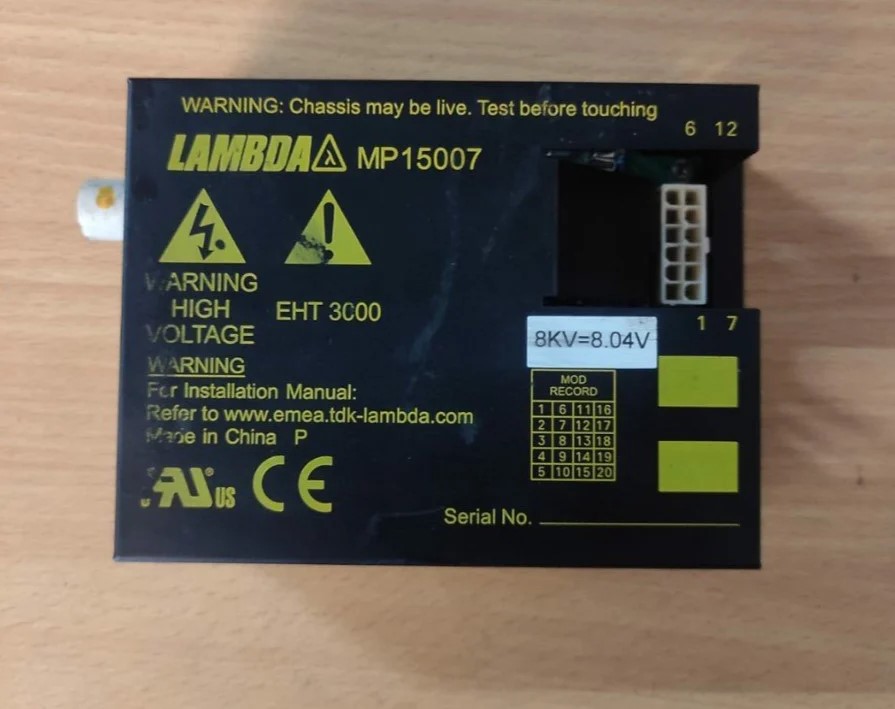 WARNING: Chassis may be live. Test before touching
6 12
LAMBDA MP15007
WARNING
HIGH
VOLTAGE
EHT 3000
1 7
8KV=8.04V
WARNING
For Installation Manual:
Refer to www.emea.tdk-lambda.com
Made in China P
MOD
RECORD
1 6 11 16
2 7 12 17
3 8 13 18
4 9 14 19
5 10 15 20
US
CE
Serial No.